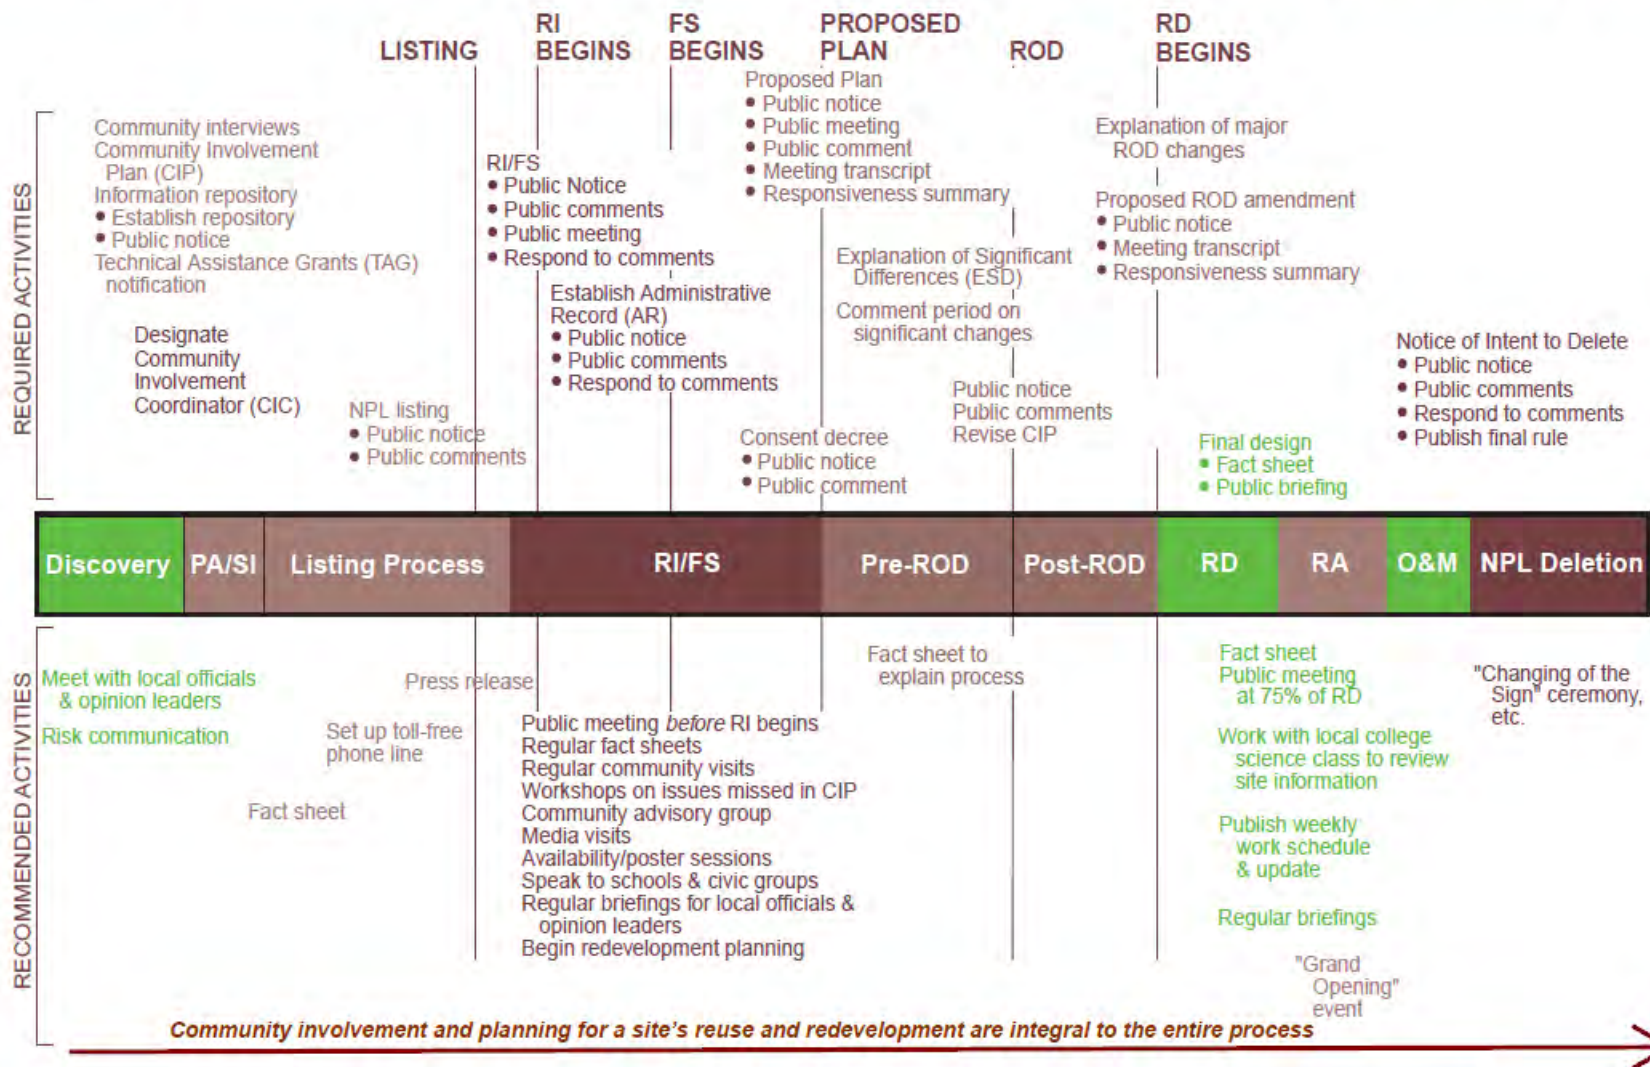 LISTING
RI
BEGINS
FS
BEGINS
PROPOSED
PLAN
ROD
RD
BEGINS
REQUIRED ACTIVITIES
Community interviews
Community Involvement
Plan (CIP)
Information repository
• Establish repository
• Public notice
Technical Assistance Grants (TAG)
notification
Designate
Community
Involvement
Coordinator (CIC)
NPL listing
• Public notice
• Public comments
RI/FS
• Public Notice
• Public comments
• Public meeting
• Respond to comments
Establish Administrative
Record (AR)
• Public notice
• Public comments
• Respond to comments
Proposed Plan
• Public notice
• Public meeting
• Public comment
• Meeting transcript
• Responsiveness summary
Explanation of Significant
Differences (ESD)
Comment period on
significant changes
Public notice
Public comments
Revise CIP
Consent decree
• Public notice
• Public comment
Explanation of major
ROD changes
Proposed ROD amendment
• Public notice
• Meeting transcript
• Responsiveness summary
Final design
• Fact sheet
• Public briefing
Notice of Intent to Delete
• Public notice
• Public comments
• Respond to comments
• Publish final rule
Discovery
PA/SI
Listing Process
RI/FS
Pre-ROD
Post-ROD
RD
RA
O&M
NPL Deletion
RECOMMENDED ACTIVITIES
Meet with local officials
& opinion leaders
Risk communication
Fact sheet
Press release
Set up toll-free
phone line
Public meeting before RI begins
Regular fact sheets
Regular community visits
Workshops on issues missed in CIP
Community advisory group
Media visits
Availability/poster sessions
Speak to schools & civic groups
Regular briefings for local officials &
opinion leaders
Begin redevelopment planning
Fact sheet to
explain process
Fact sheet
Public meeting
at 75% of RD
Work with local college
science class to review
site information
Publish weekly
work schedule
& update
Regular briefings
"Grand
Opening"
event
"Changing of the
Sign" ceremony,
etc.
Community involvement and planning for a site's reuse and redevelopment are integral to the entire process